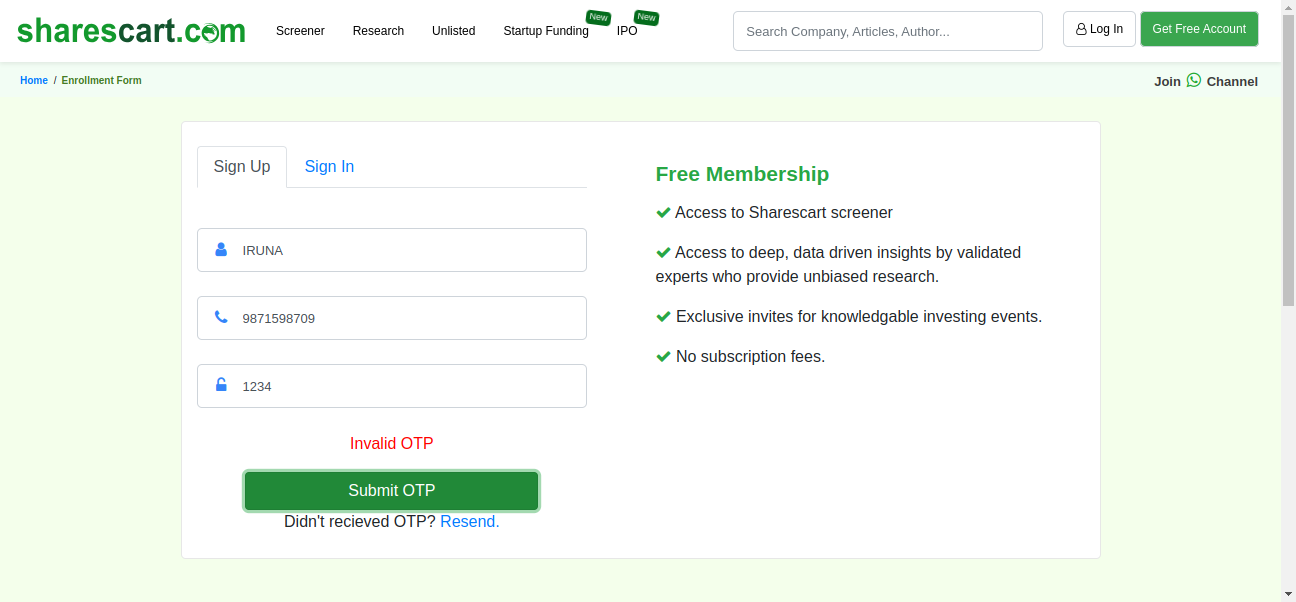 sharescart.com
Screener Research Unlisted Startup Funding New IPO New
Search Company, Articles, Author...
Log In
Get Free Account
Home / Enrollment Form
Join Channel
Sign Up Sign In
IRUNA
9871598709
1234
Invalid OTP
Submit OTP
Didn't recieved OTP? Resend.
Free Membership
Access to Sharescart screener
Access to deep, data driven insights by validated
experts who provide unbiased research.
Exclusive invites for knowledgable investing events.
No subscription fees.